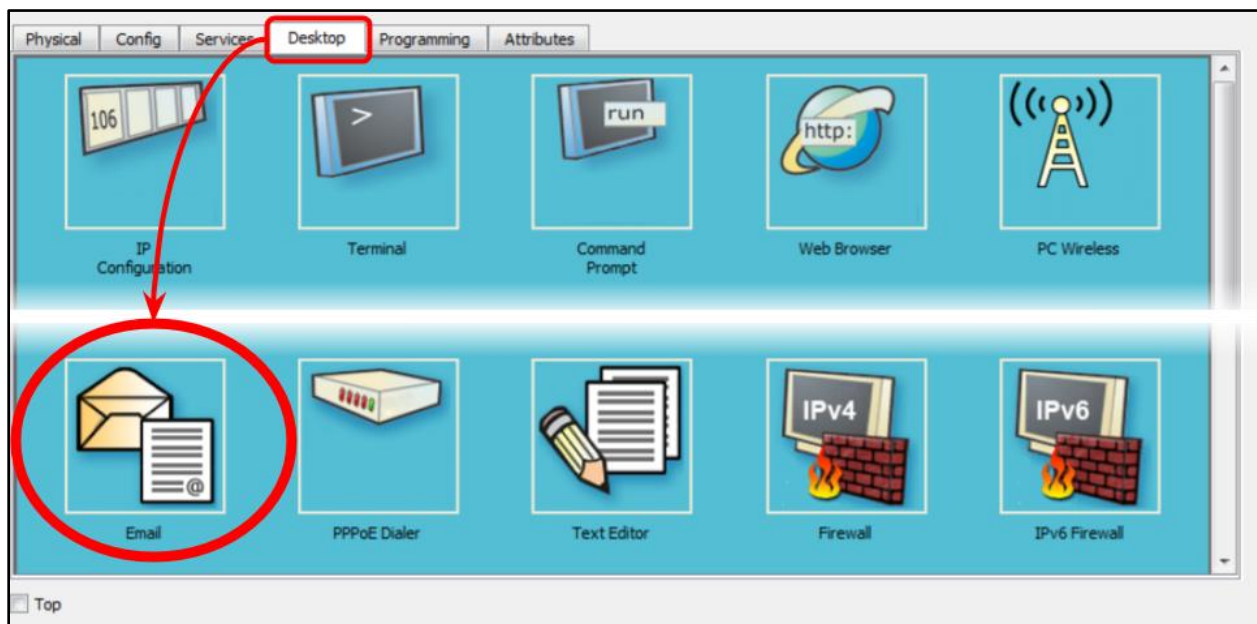 Physical Config Services Desktop Programming Attributes
106
>
run
http:
IP
Configuration
Terminal
Command
Prompt
Web Browser
PC Wireless
@
IPv4
IPv6
Email
PPPoE Dialer
Text Editor
Firewall
IPv6 Firewall
Top